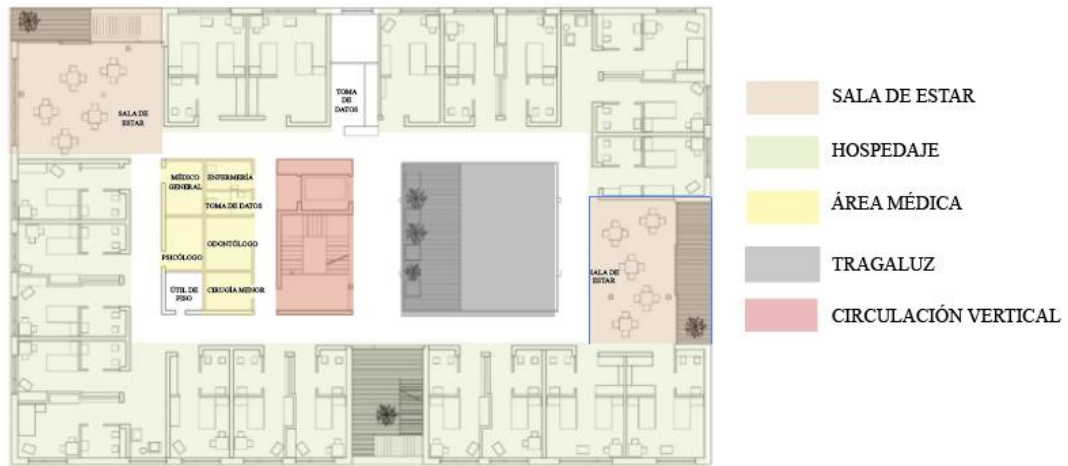 TOMA
DE
DATOS
SALA DE
ESTAR
MÉDICO
GENERAL
ENFERMERÍA
TOMA DE DATOS
PSICÓLOGO
ODONTÓLOGO
ÚTIL DE
PISO
CIRUGÍA MENOR
SALA DE
ESTAR
SALA DE ESTAR
HOSPEDAJE
ÁREA MÉDICA
TRAGALUZ
CIRCULACIÓN VERTICAL